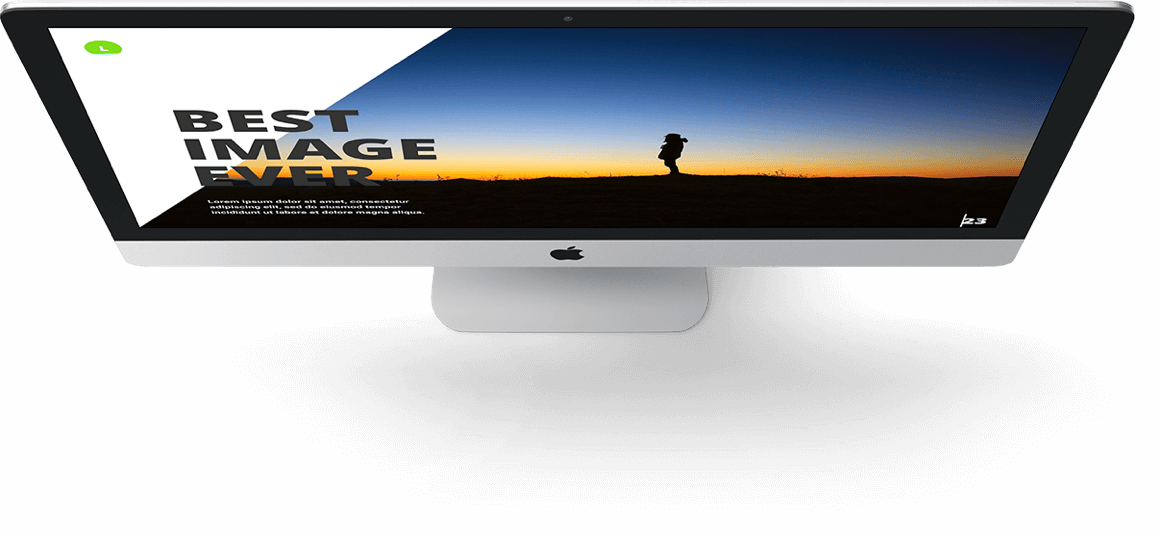 L
BEST
IMAGE
EVER
Lorem ipsum dolor sit amet, consectetur
adipiscing elit, sed do eiusmod tempor
incididunt ut labore et dolore magna aliqua.
23